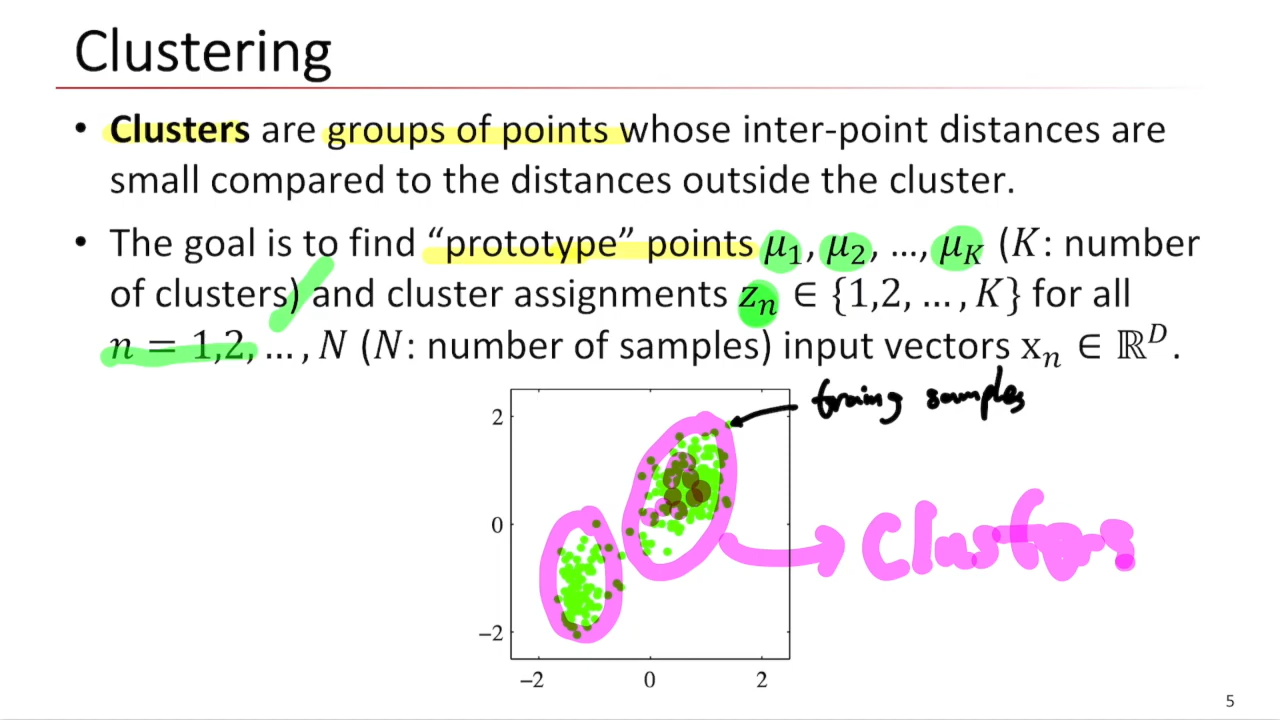 Clustering
• Clusters are groups of points whose inter-point distances are
small compared to the distances outside the cluster.
• The goal is to find “prototype” points μ₁, μ₂, …, μ_K (K: number
of clusters) and cluster assignments zₙ ∈ {1,2, … , K} for all
n = 1,2, … , N (N: number of samples) input vectors xₙ ∈ ℝᴰ.
training samples
2
0
Clusters
−2
−2 0 2
5